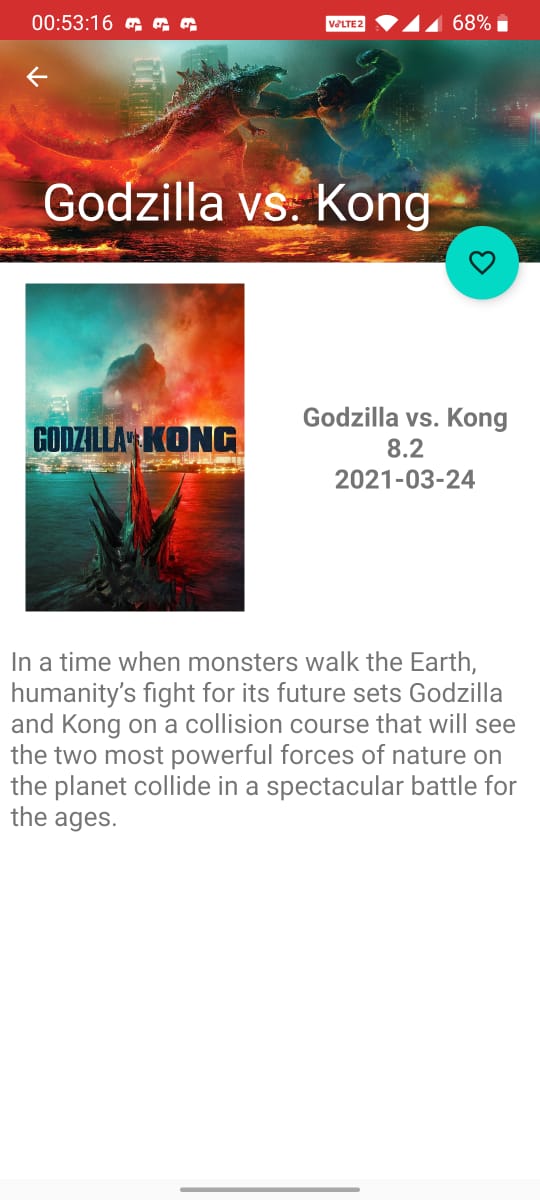 00:53:16
VoLTE2
68%
Godzilla vs. Kong
GODZILLA VS. KONG
Godzilla vs. Kong
8.2
2021-03-24
In a time when monsters walk the Earth,
humanity’s fight for its future sets Godzilla
and Kong on a collision course that will see
the two most powerful forces of nature on
the planet collide in a spectacular battle for
the ages.